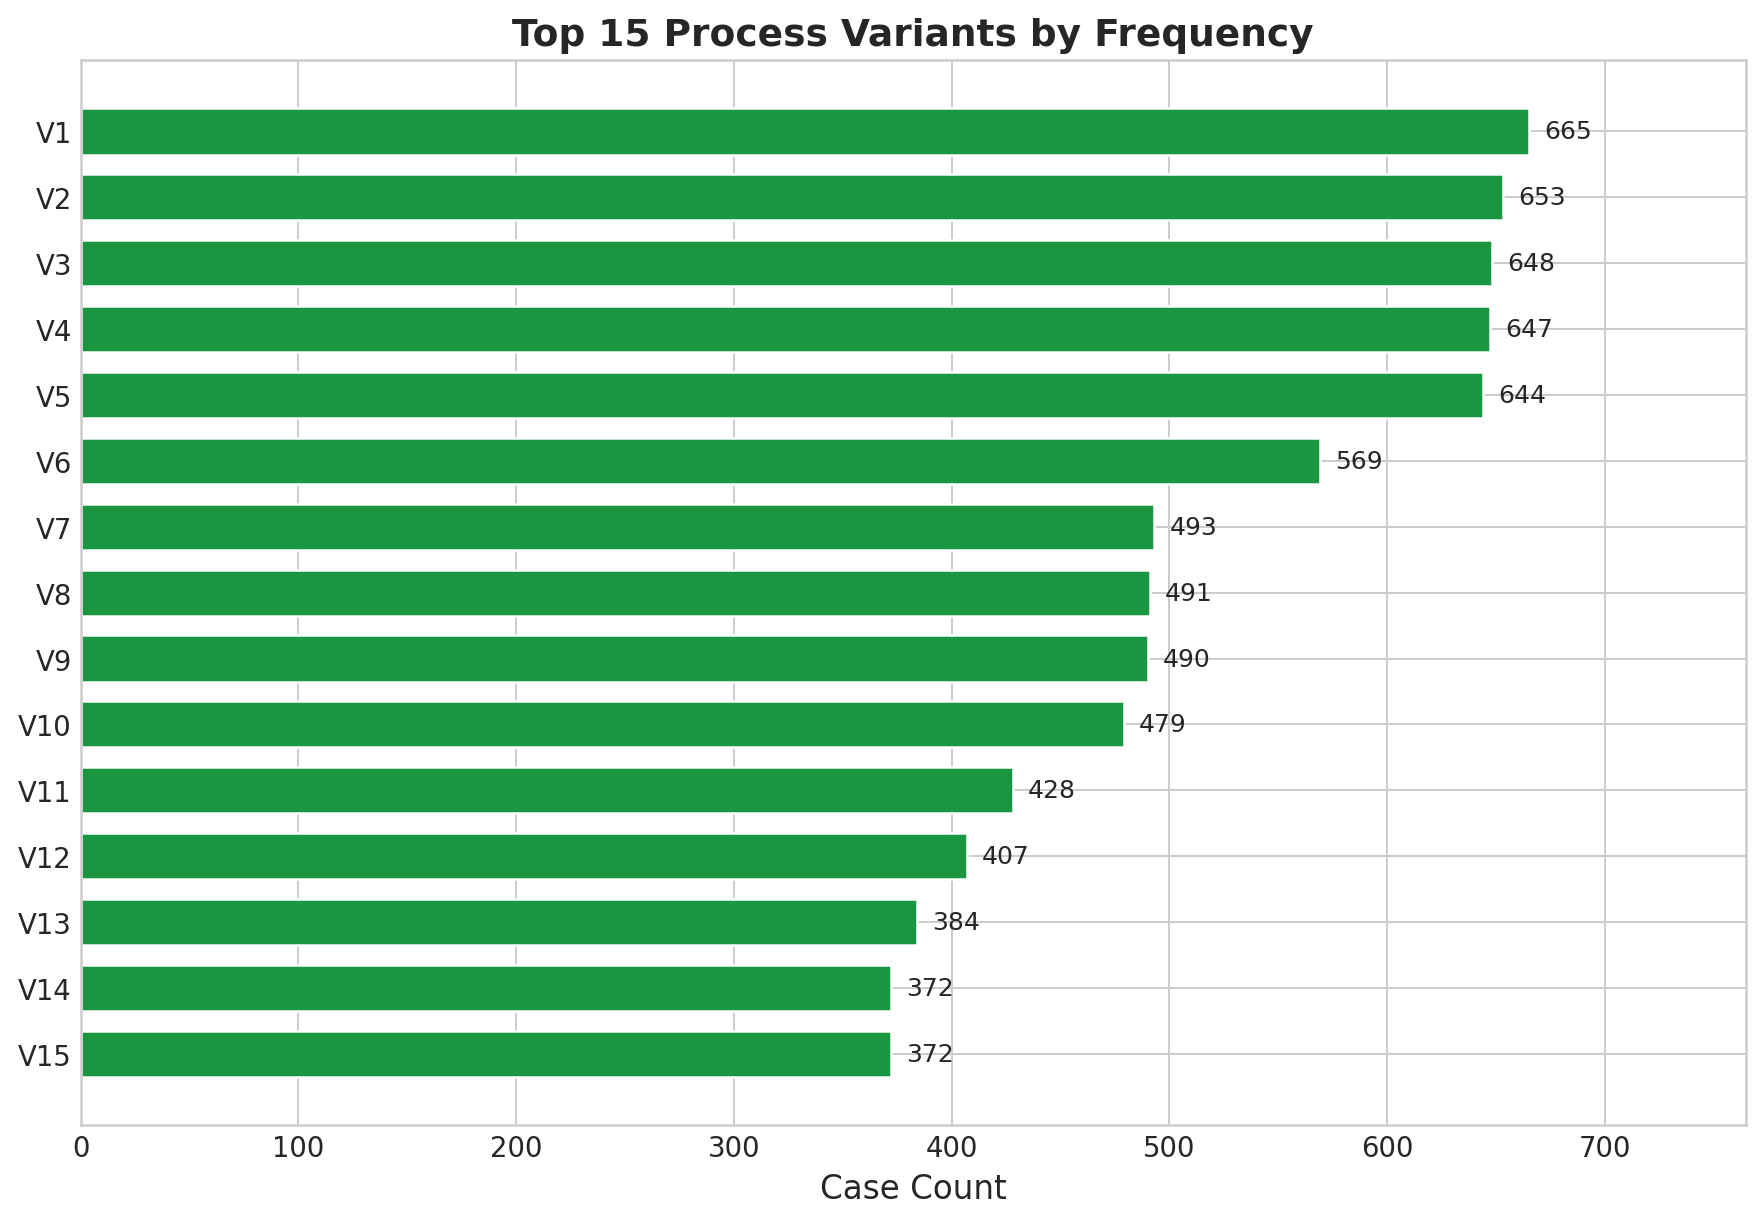 Top 15 Process Variants by Frequency
V1 665
V2 653
V3 648
V4 647
V5 644
V6 569
V7 493
V8 491
V9 490
V10 479
V11 428
V12 407
V13 384
V14 372
V15 372
0 100 200 300 400 500 600 700
Case Count